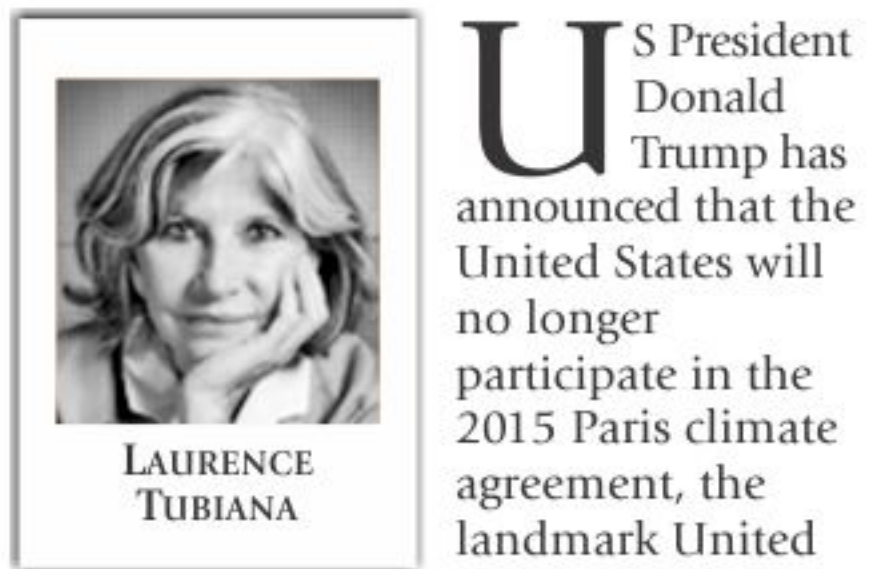 LAURENCE
TUBIANA
US President
Donald
Trump has
announced that the
United States will
no longer
participate in the
2015 Paris climate
agreement, the
landmark United